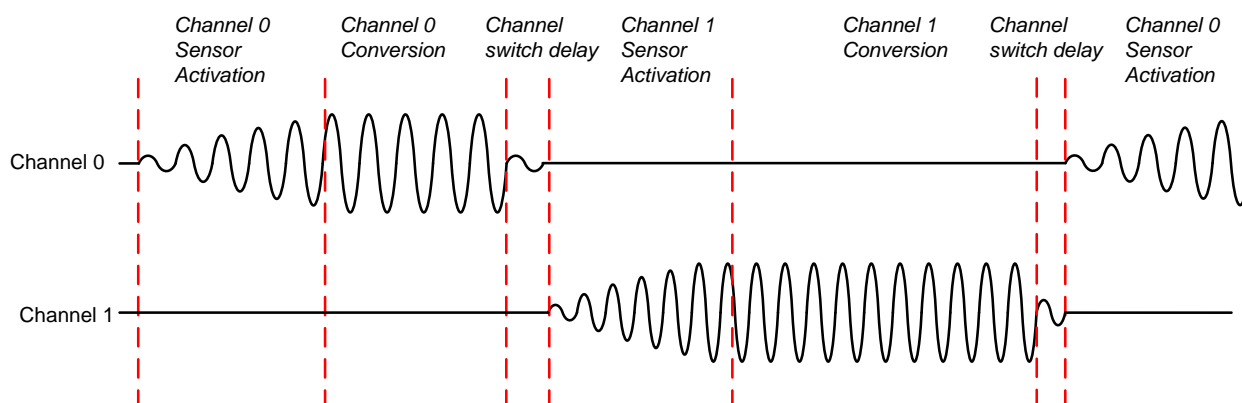 Channel 0
Sensor
Activation
Channel 0
Conversion
Channel
switch delay
Channel 1
Sensor
Activation
Channel 1
Conversion
Channel
switch delay
Channel 0
Sensor
Activation
Channel 0
Channel 1